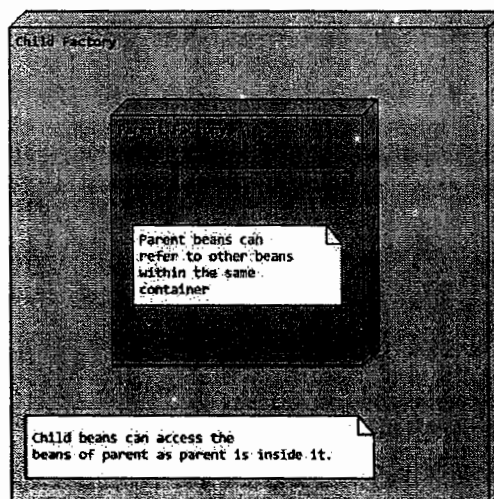 Child Factory
Parent beans can
refer to other beans
within the same
container
Child beans can access the
beans of parent as parent is inside it.